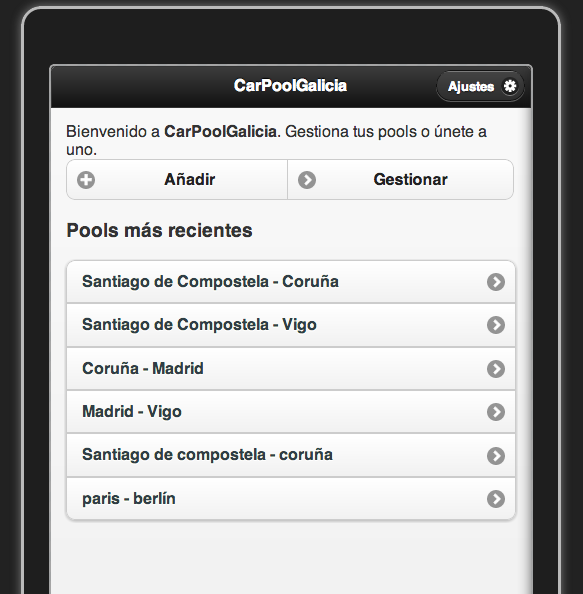 CarPoolGalicia
Ajustes
Bienvenido a CarPoolGalicia. Gestiona tus pools o únete a
uno.
Añadir
Gestionar
Pools más recientes
Santiago de Compostela - Coruña
Santiago de Compostela - Vigo
Coruña - Madrid
Madrid - Vigo
Santiago de compostela - coruña
paris - berlín